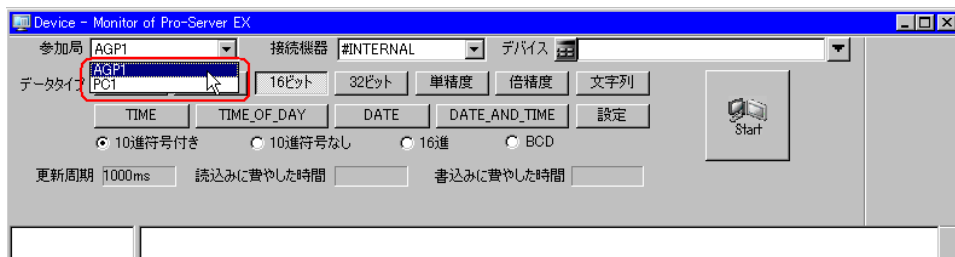 Device - Monitor of Pro-Server EX
参加局 AGP1 接続機器 #INTERNAL デバイス
AGP1
データタイプ PC1 16ビット 32ビット 単精度 倍精度 文字列
TIME TIME_OF_DAY DATE DATE_AND_TIME 設定
Start
10進符号付き 10進符号なし 16進 BCD
更新周期 1000ms 読込みに費やした時間 書込みに費やした時間